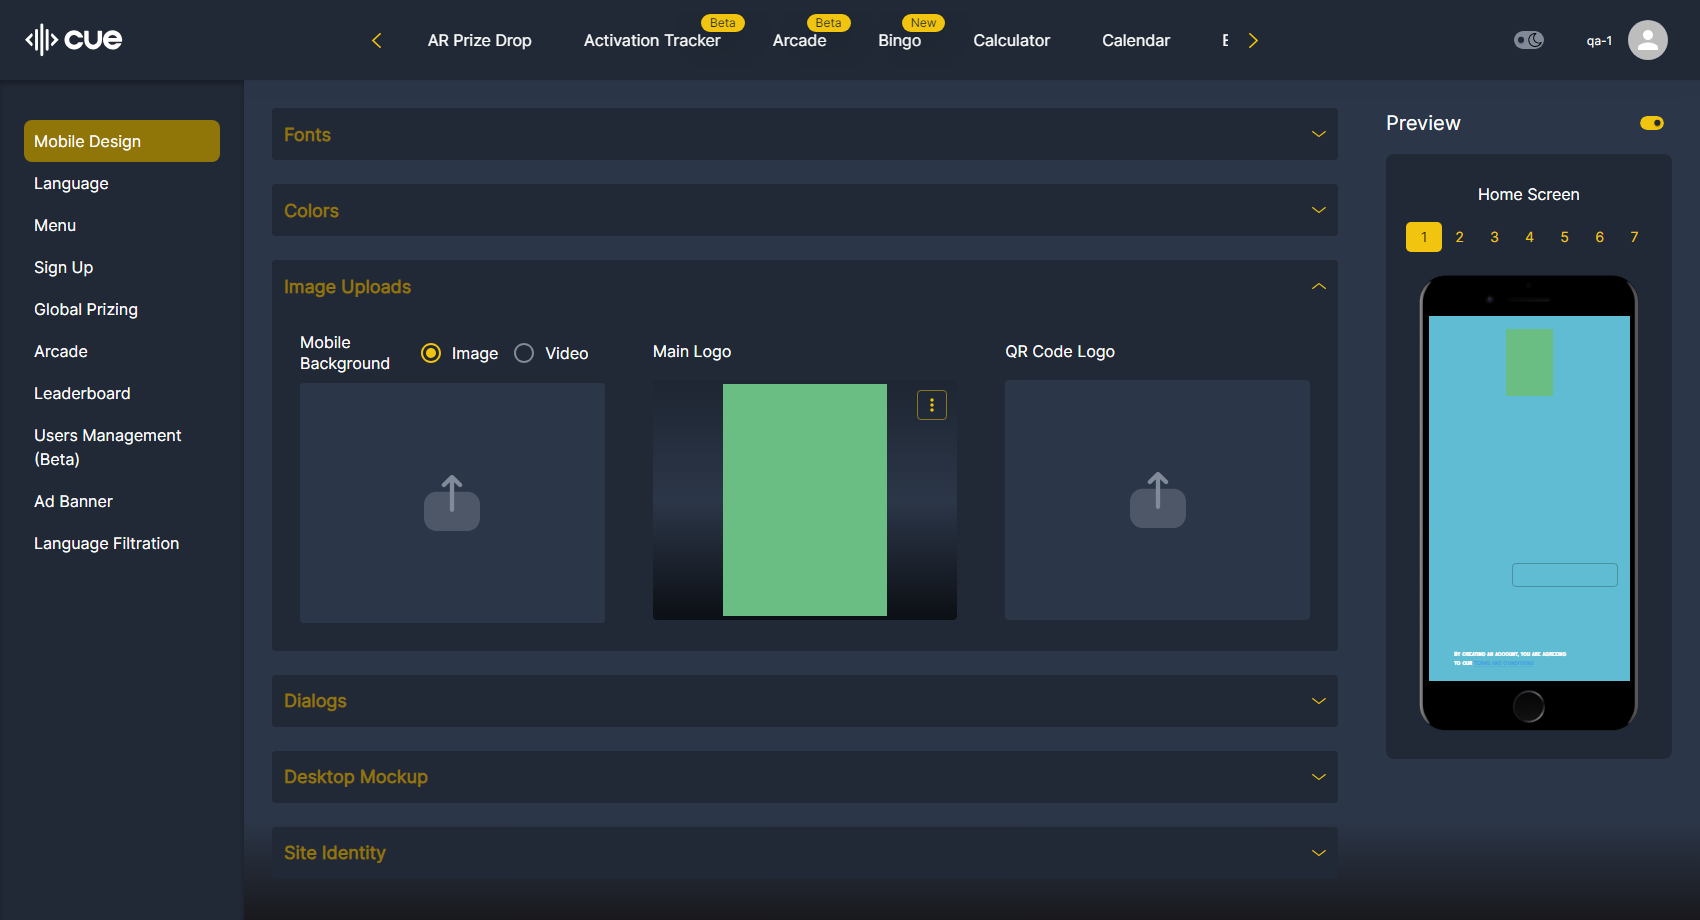 cue
AR Prize Drop
Activation Tracker
Beta
Arcade
Beta
Bingo
New
Calculator
Calendar
qa-1
Mobile Design
Language
Menu
Sign Up
Global Prizing
Arcade
Leaderboard
Users Management
(Beta)
Ad Banner
Language Filtration
Fonts
Colors
Image Uploads
Mobile
Background
Image
Video
Main Logo
QR Code Logo
Dialogs
Desktop Mockup
Site Identity
Preview
Home Screen
1 2 3 4 5 6 7
BY CREATING AN ACCOUNT, YOU ARE AGREEING
TO OUR TERMS AND CONDITIONS